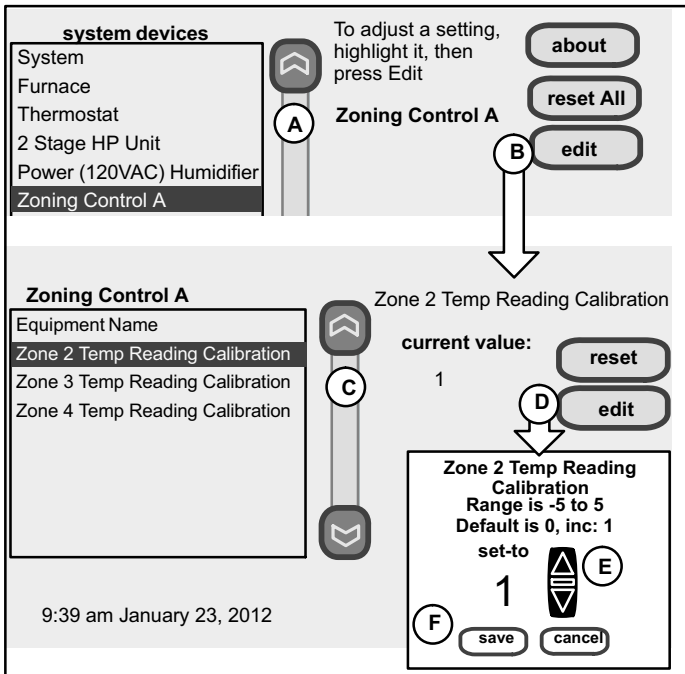 system devices
System
Furnace
Thermostat
2 Stage HP Unit
Power (120VAC) Humidifier
Zoning Control A
A
To adjust a setting,
highlight it, then
press Edit
Zoning Control A
about
reset All
B
edit
Zoning Control A
Equipment Name
Zone 2 Temp Reading Calibration
Zone 3 Temp Reading Calibration
Zone 4 Temp Reading Calibration
C
Zone 2 Temp Reading Calibration
current value:
1
reset
D
edit
Zone 2 Temp Reading
Calibration
Range is -5 to 5
Default is 0, inc: 1
set-to
1
E
F
save
cancel
9:39 am January 23, 2012